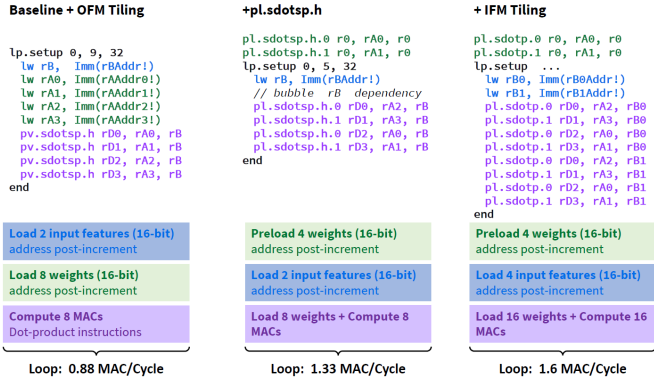 Baseline + OFM Tiling
lp.setup 0, 9, 32
lw rB, Imm(rBAddr!)
lw rA0, Imm(rAAddr0!)
lw rA1, Imm(rAAddr1!)
lw rA2, Imm(rAAddr2!)
lw rA3, Imm(rAAddr3!)
pv.sdotsp.h rD0, rA0, rB
pv.sdotsp.h rD1, rA1, rB
pv.sdotsp.h rD2, rA2, rB
pv.sdotsp.h rD3, rA3, rB
end
Load 2 input features (16-bit)
address post-increment
Load 8 weights (16-bit)
address post-increment
Compute 8 MACs
Dot-product instructions
Loop: 0.88 MAC/Cycle
+pl.sdotsp.h
pl.sdotsp.h.0 r0, rA0, r0
pl.sdotsp.h.1 r0, rA1, r0
lp.setup 0, 5, 32
lw rB, Imm(rBAddr!)
// bubble rB dependency
pl.sdotsp.h.0 rD0, rA2, rB
pl.sdotsp.h.1 rD1, rA3, rB
pl.sdotsp.h.0 rD2, rA0, rB
pl.sdotsp.h.1 rD3, rA1, rB
end
Preload 4 weights (16-bit)
address post-increment
Load 2 input features (16-bit)
address post-increment
Load 8 weights + Compute 8
MACs
Loop: 1.33 MAC/Cycle
+ IFM Tiling
pl.sdotp.0 r0, rA0, r0
pl.sdotp.1 r0, rA1, r0
lp.setup ...
lw rB0, Imm(rB0Addr!)
lw rB1, Imm(rB1Addr!)
pl.sdotp.0 rD0, rA2, rB0
pl.sdotp.1 rD1, rA3, rB0
pl.sdotp.0 rD2, rA0, rB0
pl.sdotp.1 rD3, rA1, rB0
pl.sdotp.0 rD0, rA2, rB1
pl.sdotp.1 rD1, rA3, rB1
pl.sdotp.0 rD2, rA0, rB1
pl.sdotp.1 rD3, rA1, rB1
end
Preload 4 weights (16-bit)
address post-increment
Load 4 input features (16-bit)
address post-increment
Load 16 weights + Compute 16
MACs
Loop: 1.6 MAC/Cycle